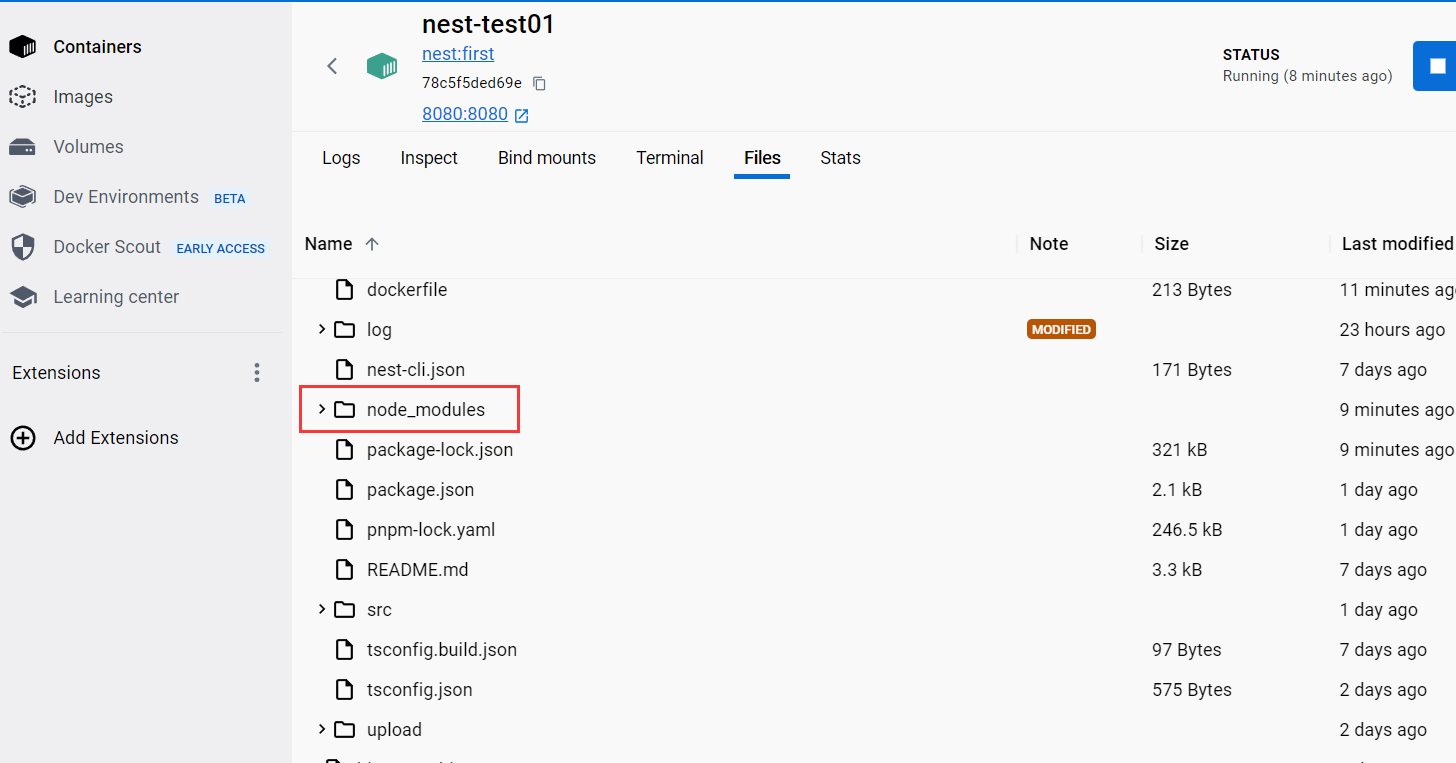 nest-test01
nest:first
78c5f5ded69e
8080:8080
STATUS
Running (8 minutes ago)
Containers
Images
Volumes
Dev Environments BETA
Docker Scout EARLY ACCESS
Learning center
Extensions
Add Extensions
Logs Inspect Bind mounts Terminal Files Stats
Name Note Size Last modified
dockerfile 213 Bytes 11 minutes ag
log MODIFIED 23 hours ago
nest-cli.json 171 Bytes 7 days ago
node_modules 9 minutes ago
package-lock.json 321 kB 9 minutes ago
package.json 2.1 kB 1 day ago
pnpm-lock.yaml 246.5 kB 1 day ago
README.md 3.3 kB 7 days ago
src 1 day ago
tsconfig.build.json 97 Bytes 7 days ago
tsconfig.json 575 Bytes 2 days ago
upload 2 days ago